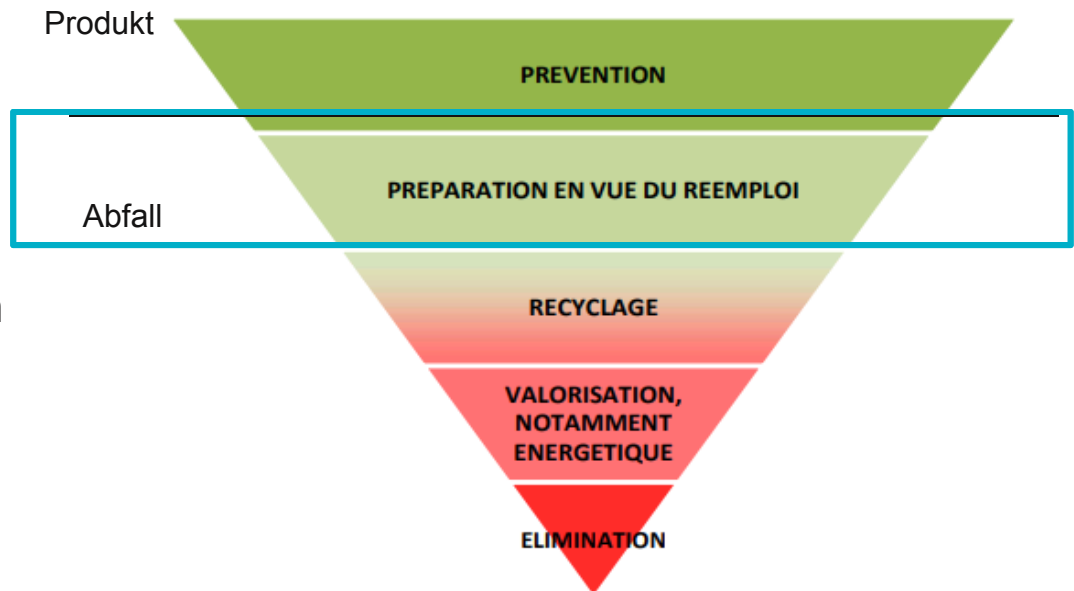 Produkt
PREVENTION
PREPARATION EN VUE DU REEMPLOI
Abfall
RECYCLAGE
VALORISATION,
NOTAMMENT
ENERGETIQUE
ELIMINATION